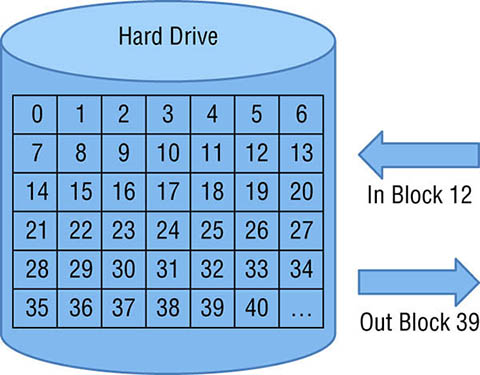 Hard Drive
0 1 2 3 4 5 6
7 8 9 10 11 12 13
14 15 16 17 18 19 20
21 22 23 24 25 26 27
28 29 30 31 32 33 34
35 36 37 38 39 40 ...
In Block 12
Out Block 39